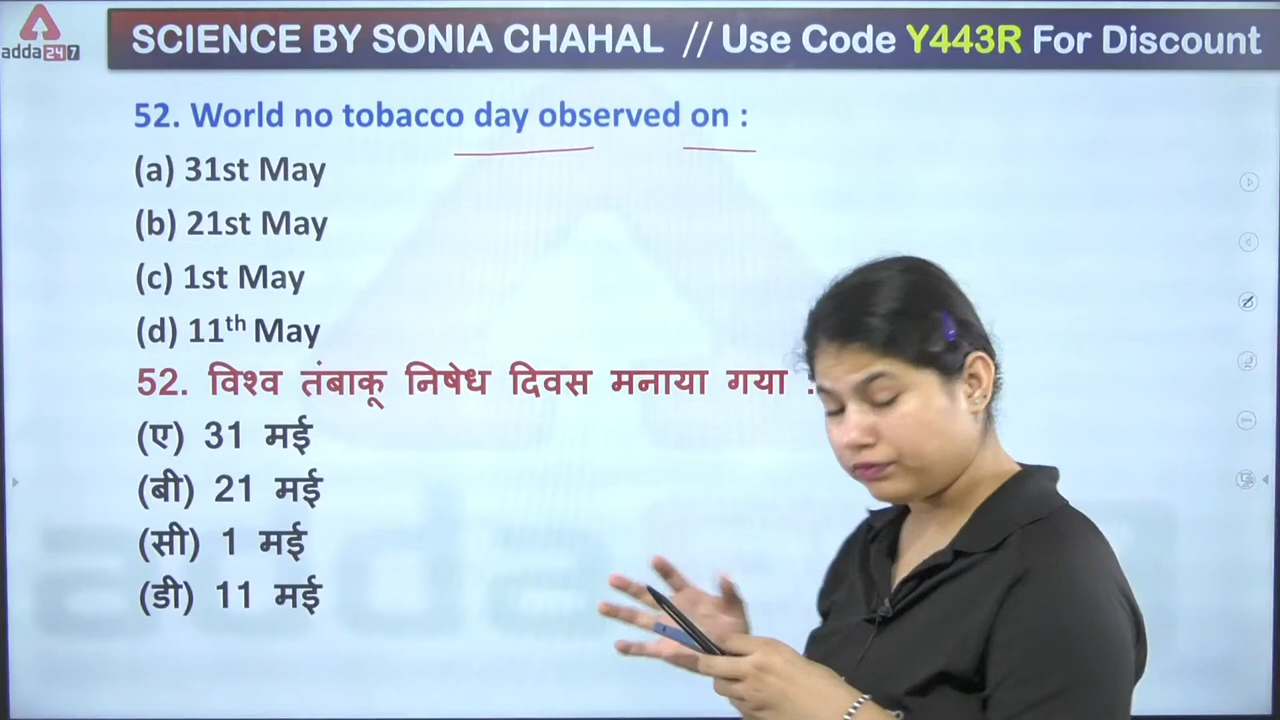 adda247
SCIENCE BY SONIA CHAHAL // Use Code Y443R For Discount
52. World no tobacco day observed on :
(a) 31st May
(b) 21st May
(c) 1st May
(d) 11th May
52. विश्व तंबाकू निषेध दिवस मनाया गया :
(ए) 31 मई
(बी) 21 मई
(सी) 1 मई
(डी) 11 मई